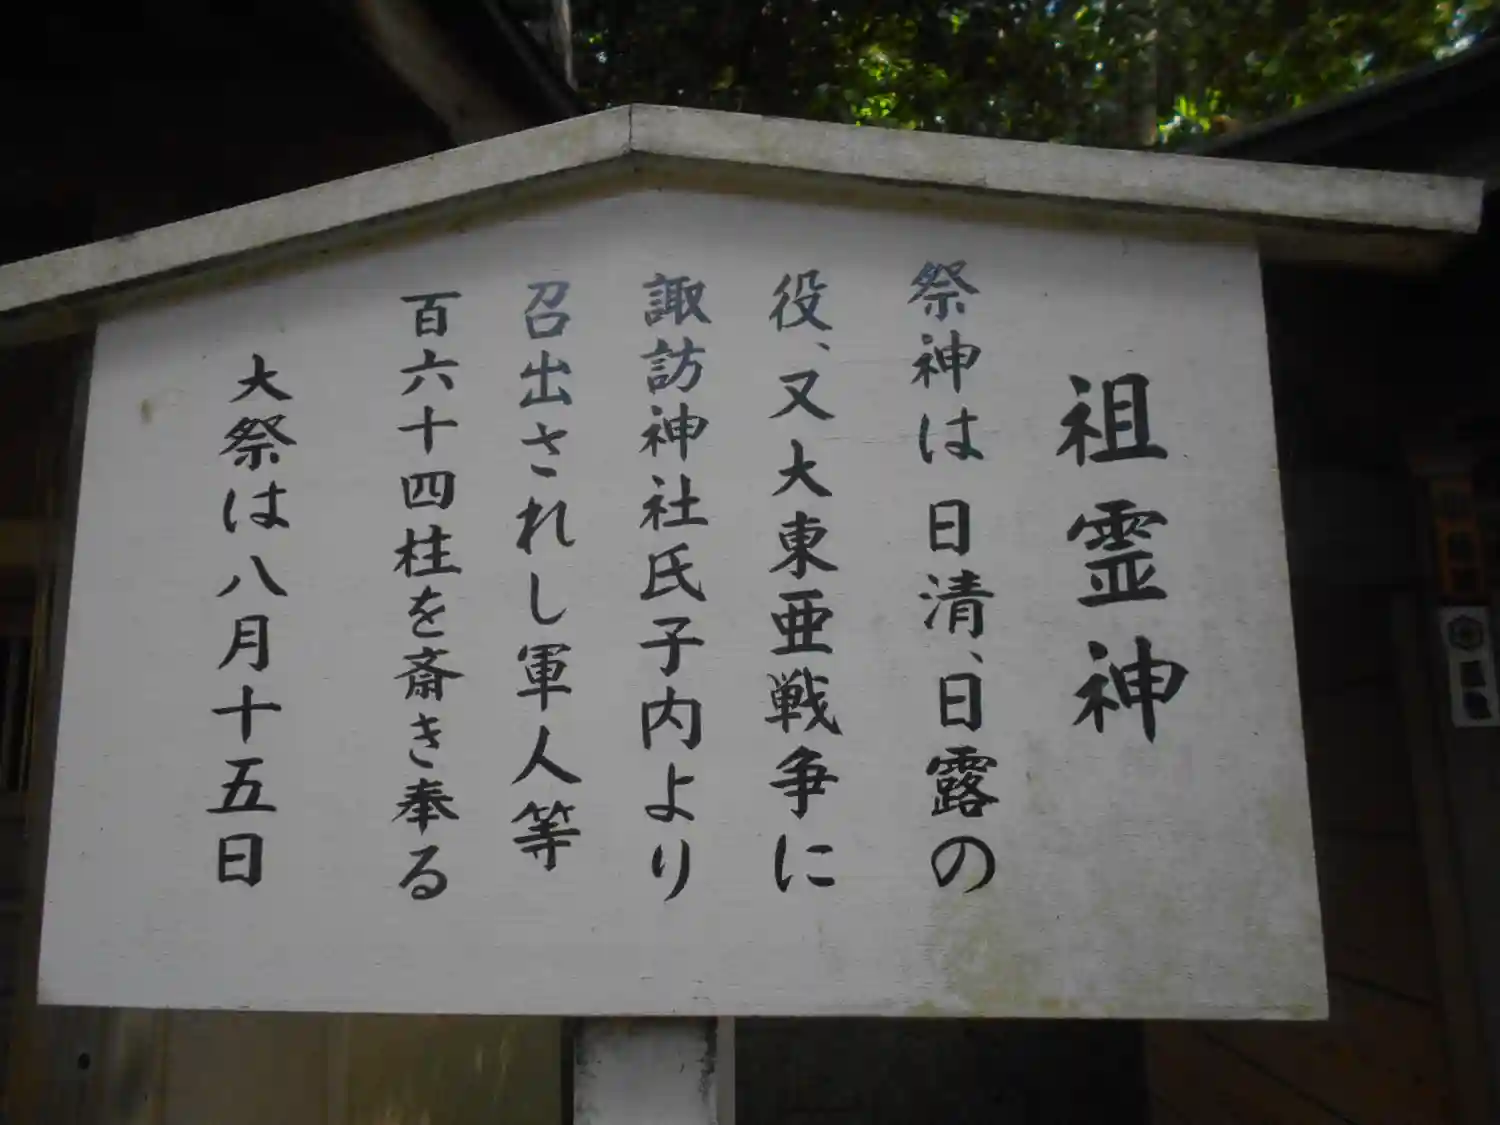 祖霊神
祭神は日清、日露の
役、又大東亜戦争に
諏訪神社氏子内より
召出されし軍人等
百六十四柱を斎き奉る
大祭は八月十五日